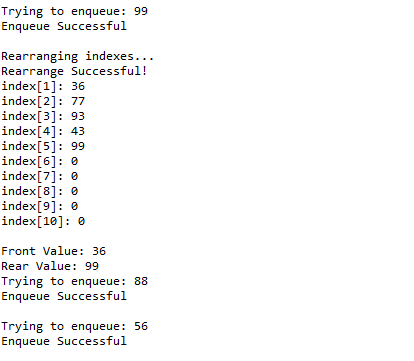 Trying to enqueue: 99
Enqueue Successful
Rearranging indexes...
Rearrange Successful!
index[1]: 36
index[2]: 77
index[3]: 93
index[4]: 43
index[5]: 99
index[6]: 0
index[7]: 0
index[8]: 0
index[9]: 0
index[10]: 0
Front Value: 36
Rear Value: 99
Trying to enqueue: 88
Enqueue Successful
Trying to enqueue: 56
Enqueue Successful